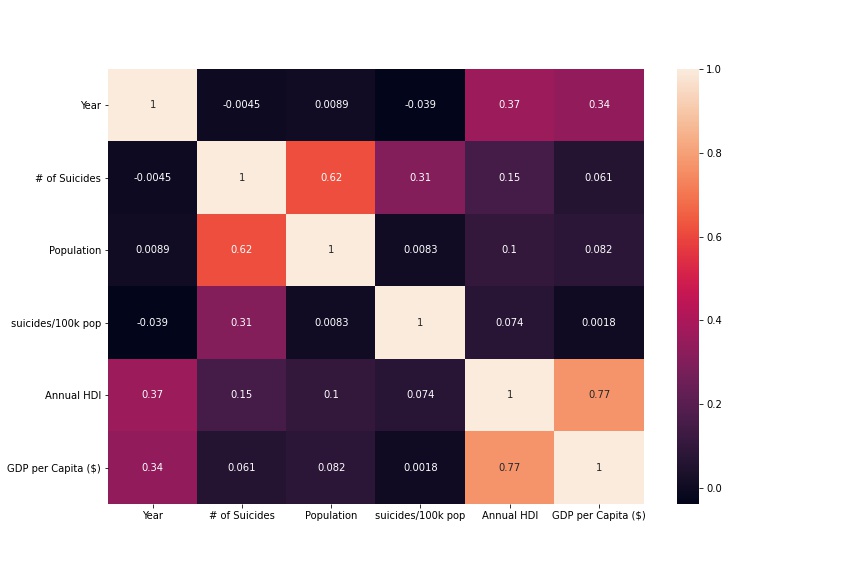 1.0
Year 1 -0.0045 0.0089 -0.039 0.37 0.34
0.8
# of Suicides -0.0045 1 0.62 0.31 0.15 0.061
0.6
Population 0.0089 0.62 1 0.0083 0.1 0.082
suicides/100k pop -0.039 0.31 0.0083 1 0.074 0.0018
0.4
Annual HDI 0.37 0.15 0.1 0.074 1 0.77
0.2
GDP per Capita ($) 0.34 0.061 0.082 0.0018 0.77 1
0.0
Year # of Suicides Population suicides/100k pop Annual HDI GDP per Capita ($)